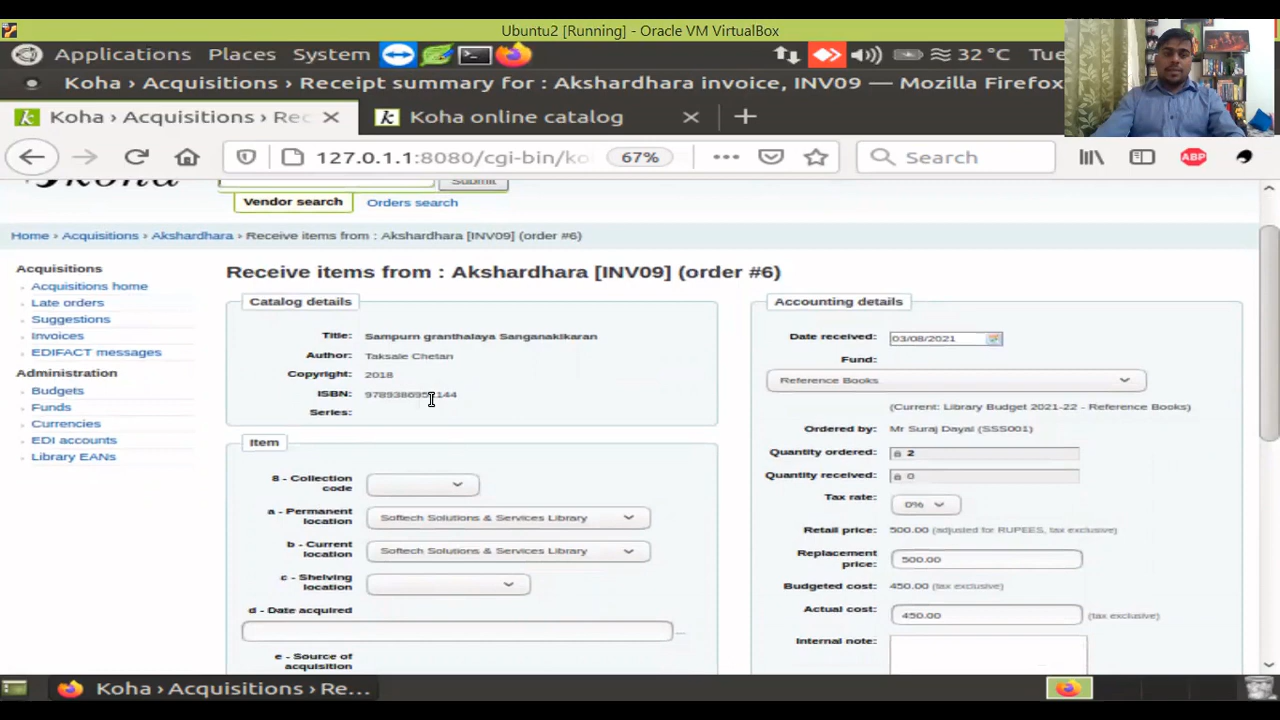 Ubuntu2 [Running] - Oracle VM VirtualBox
Applications Places System 32 °C Tue
Koha › Acquisitions › Receipt summary for : Akshardhara invoice, INV09 — Mozilla Firefox
Koha › Acquisitions › Rec
Koha online catalog
127.0.1.1:8080/cgi-bin/ko 67% Search ABP
koha Submit
Vendor search Orders search
Home › Acquisitions › Akshardhara › Receive items from : Akshardhara [INV09] (order #6)
Acquisitions
Acquisitions home
Late orders
Suggestions
Invoices
EDIFACT messages
Administration
Budgets
Funds
Currencies
EDI accounts
Library EANs
Receive items from : Akshardhara [INV09] (order #6)
Catalog details
Title: Sampurn granthalaya Sanganakikaran
Author: Taksale Chetan
Copyright: 2018
ISBN:
Series:
Item
8 - Collection
code
a - Permanent
location
Softech Solutions & Services Library
b - Current
location
Softech Solutions & Services Library
c - Shelving
location
d - Date acquired
e - Source of
acquisition
Accounting details
Date received: 03/08/2021
Fund:
Reference Books
(Current: Library Budget 2021-22 - Reference Books)
Ordered by: Mr Suraj Dayal (SSS001)
Quantity ordered: 2
Quantity received: 0
Tax rate: 0%
Retail price: 500.00 (adjusted for RUPEES, tax exclusive)
Replacement
price:
500.00
Budgeted cost: 450.00 (tax exclusive)
Actual cost: 450.00 (tax exclusive)
Internal note:
Koha › Acquisitions › Re...